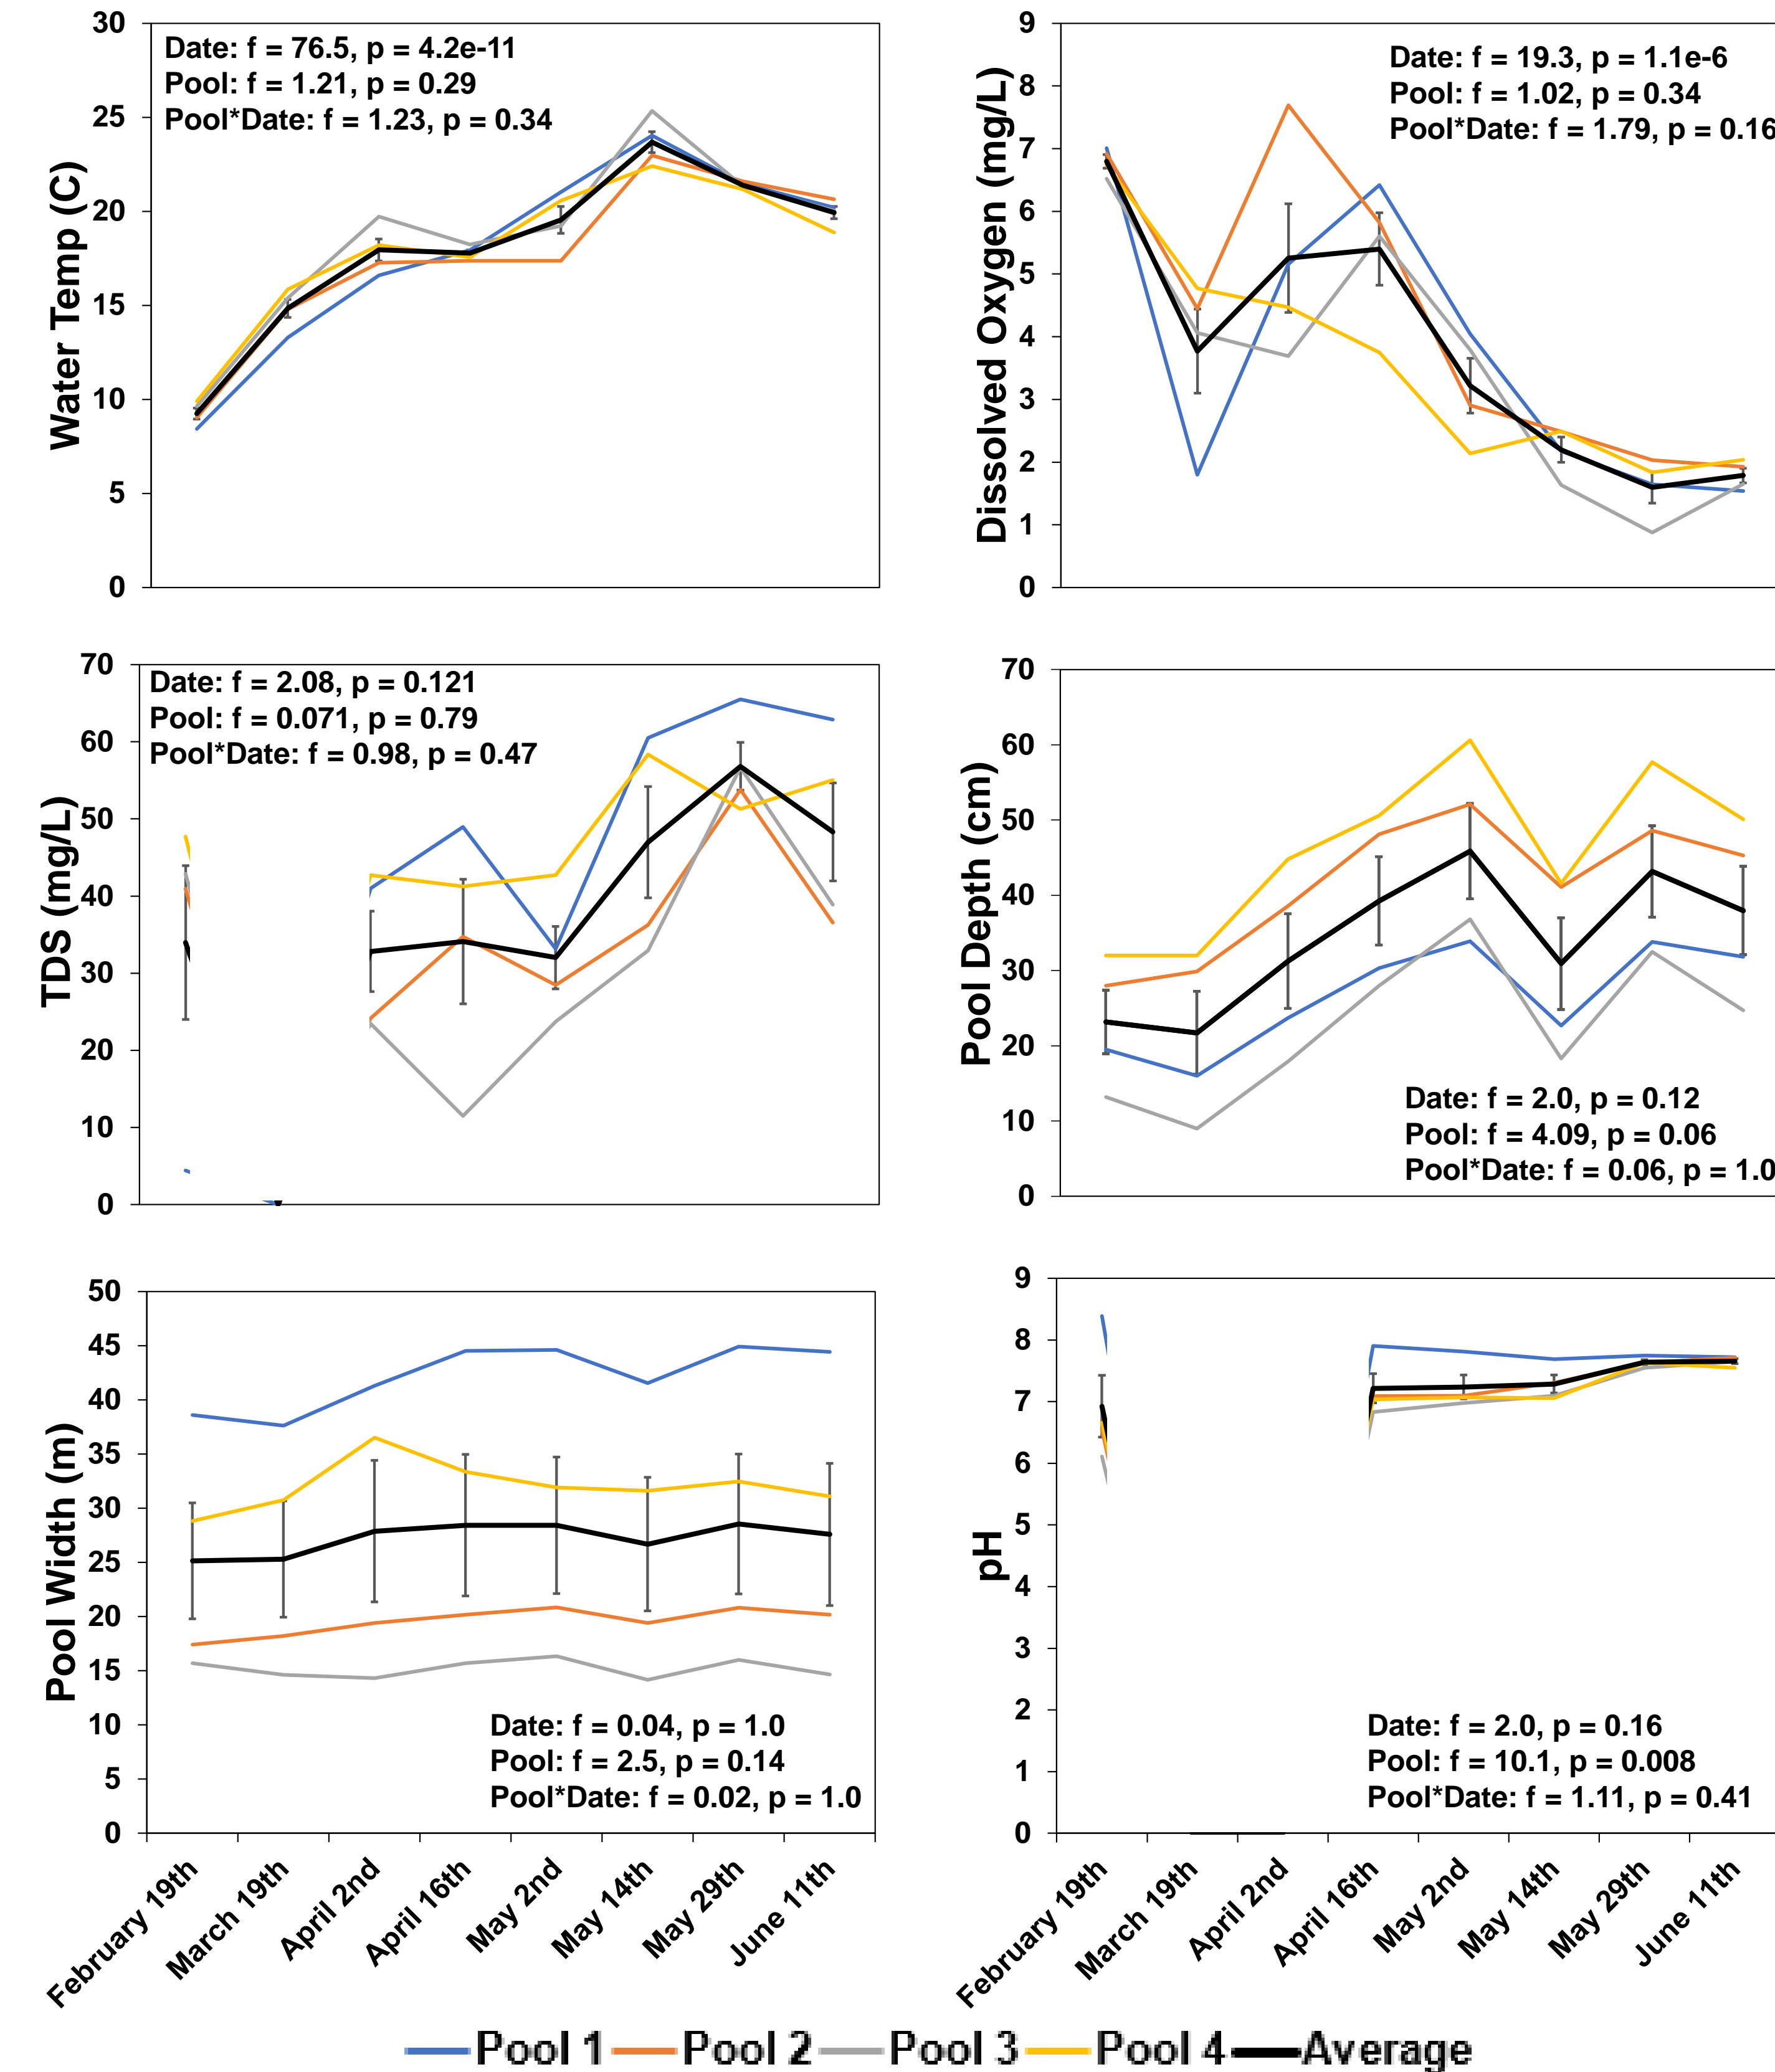 30
25
20
15
10
5
0
Water Temp (C)
Date: f = 76.5, p = 4.2e-11
Pool: f = 1.21, p = 0.29
Pool*Date: f = 1.23, p = 0.34
9
8
7
6
5
4
3
2
1
0
Dissolved Oxygen (mg/L)
Date: f = 19.3, p = 1.1e-6
Pool: f = 1.02, p = 0.34
Pool*Date: f = 1.79, p = 0.16
70
60
50
40
30
20
10
0
TDS (mg/L)
Date: f = 2.08, p = 0.121
Pool: f = 0.071, p = 0.79
Pool*Date: f = 0.98, p = 0.47
70
60
50
40
30
20
10
0
Pool Depth (cm)
Date: f = 2.0, p = 0.12
Pool: f = 4.09, p = 0.06
Pool*Date: f = 0.06, p = 1.0
50
45
40
35
30
25
20
15
10
5
0
Pool Width (m)
Date: f = 0.04, p = 1.0
Pool: f = 2.5, p = 0.14
Pool*Date: f = 0.02, p = 1.0
February 19th
March 19th
April 2nd
April 16th
May 2nd
May 14th
May 29th
June 11th
9
8
7
6
5
4
3
2
1
0
pH
Date: f = 2.0, p = 0.16
Pool: f = 10.1, p = 0.008
Pool*Date: f = 1.11, p = 0.41
February 19th
March 19th
April 2nd
April 16th
May 2nd
May 14th
May 29th
June 11th
Pool 1 Pool 2 Pool 3 Pool 4 Average